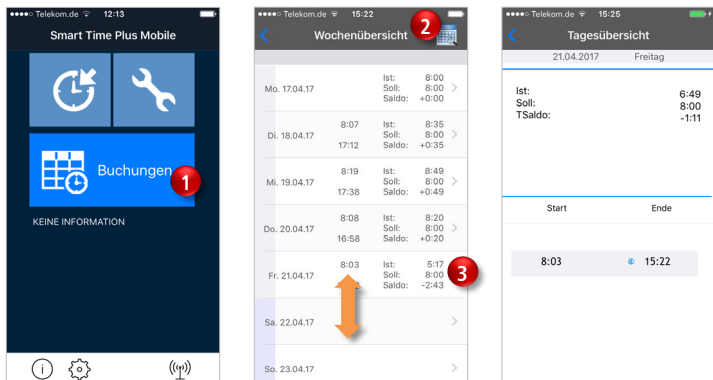 Telekom.de 12:13
Smart Time Plus Mobile
Buchungen
1
KEINE INFORMATION
Telekom.de 15:22
Wochenübersicht
2
Mo. 17.04.17
Ist: 8:00
Soll: 8:00
Saldo: +0:00
Di. 18.04.17
8:07
17:12
Ist: 8:35
Soll: 8:00
Saldo: +0:35
Mi. 19.04.17
8:19
17:38
Ist: 8:49
Soll: 8:00
Saldo: +0:49
Do. 20.04.17
8:08
16:58
Ist: 8:20
Soll: 8:00
Saldo: +0:20
Fr. 21.04.17
8:03
Ist: 5:17
Soll: 8:00
Saldo: -2:43
3
Sa. 22.04.17
So. 23.04.17
Telekom.de 15:25
Tagesübersicht
21.04.2017 Freitag
Ist: 6:49
Soll: 8:00
TSaldo: -1:11
Start Ende
8:03 15:22